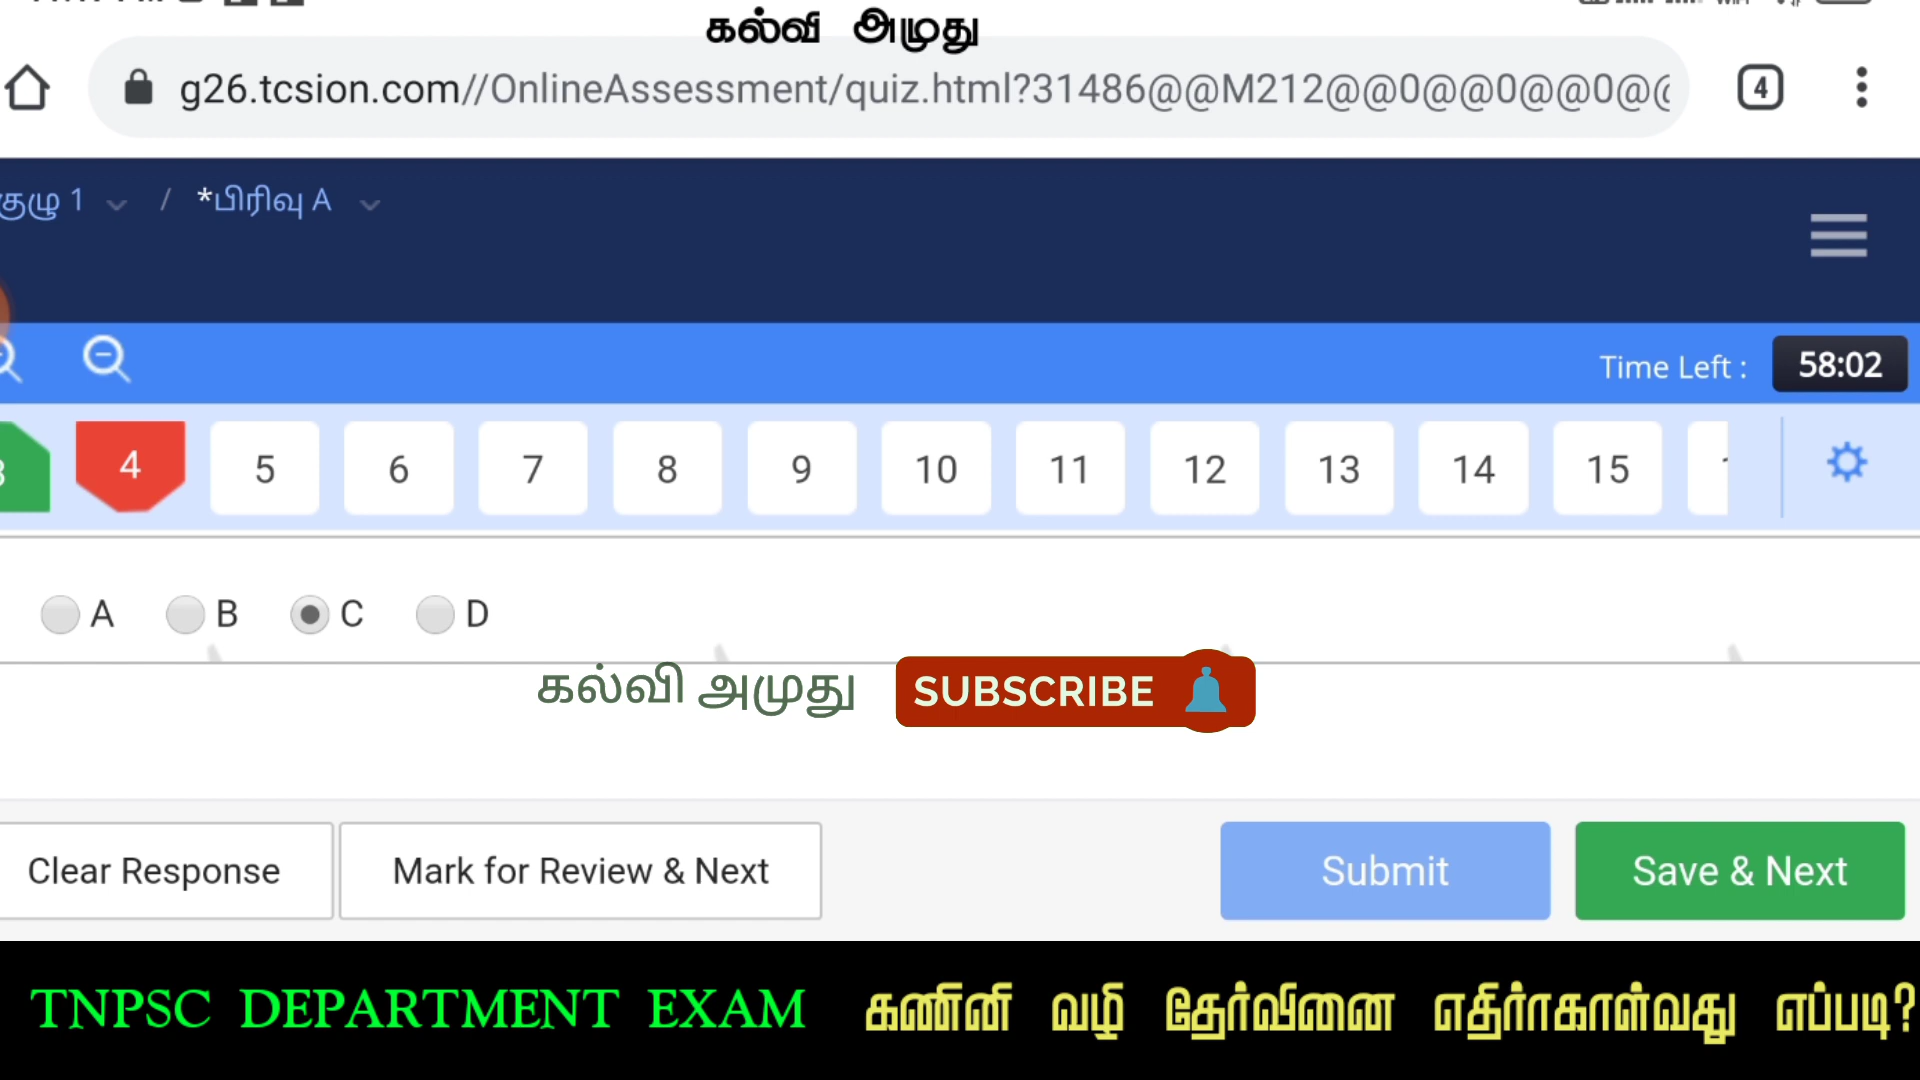 கல்வி அமுது
4
g26.tcsion.com//OnlineAssessment/quiz.html?31486@@M212@@0@@0@@0@@
குழு 1 / *பிரிவு A
Time Left : 58:02
3 4 5 6 7 8 9 10 11 12 13 14 15
A B C D
கல்வி அமுது SUBSCRIBE
Clear Response Mark for Review & Next Submit Save & Next
TNPSC DEPARTMENT EXAM கணினி வழி தேர்வினை எதிர்ாகாள்வது எப்படி?